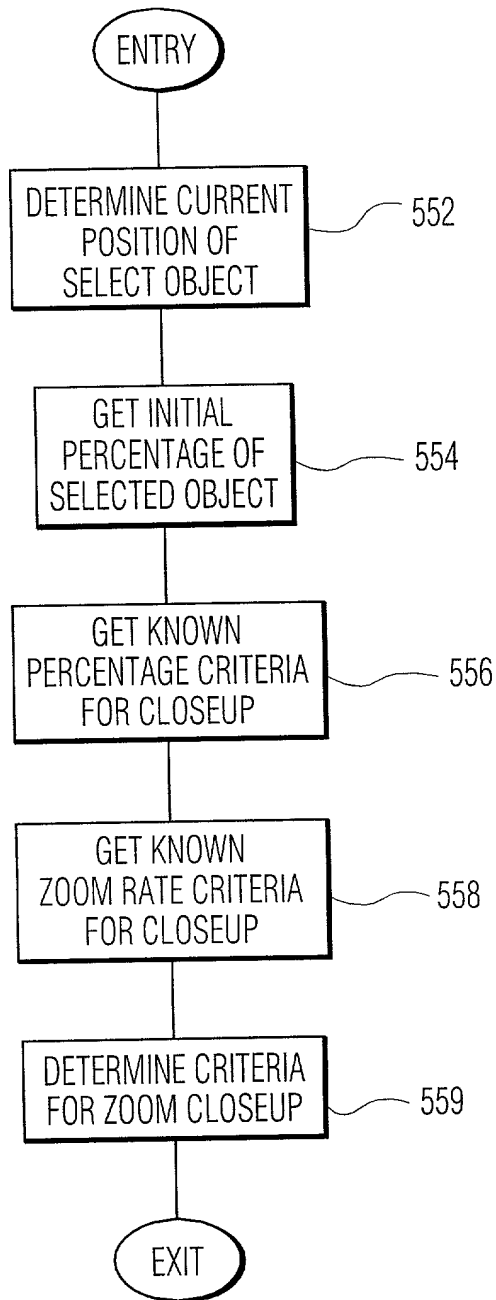 ENTRY
DETERMINE CURRENT
POSITION OF
SELECT OBJECT
552
GET INITIAL
PERCENTAGE OF
SELECTED OBJECT
554
GET KNOWN
PERCENTAGE CRITERIA
FOR CLOSEUP
556
GET KNOWN
ZOOM RATE CRITERIA
FOR CLOSEUP
558
DETERMINE CRITERIA
FOR ZOOM CLOSEUP
559
EXIT